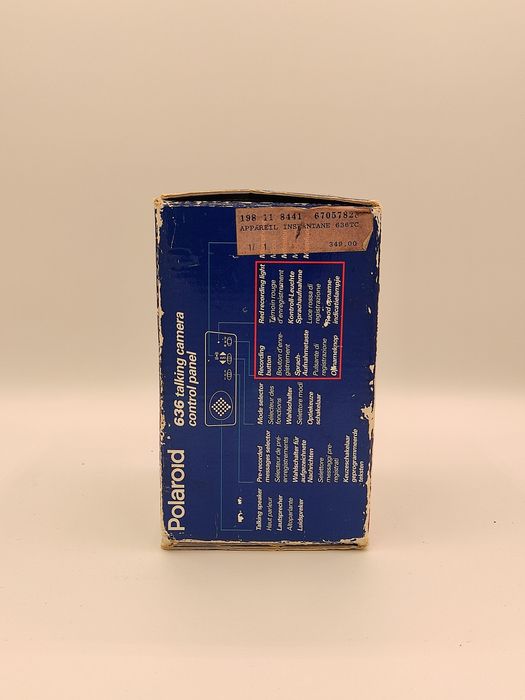 198 11 8441 6705782
APPAREIL INSTANTANE 636TC
1/ 1
349.00
Polaroid
636 talking camera
control panel
Talking speaker
Haut parleur
Lautsprecher
Altoparlante
Luidspreker
Pre-recorded
messages selector
Sélecteur de pré-
enregistrements
Wahlschalter für
aufgezeichnete
Nachrichten
Selettore
messaggi pre-
registrati
Keuzeschakelaar
geprogrammeerde
teksten
Mode selector
Sélecteur des
fonctions
Wahlschalter
Selettore modi
Optiekeuze
schakelaar
Recording
button
Bouton d'enre-
gistrement
Sprach-
Aufnahmetaste
Pulsante di
registrazione
Opnameknop
Red recording light
Témoin rouge
d'enregistrement
Kontroll-Leuchte
Sprachaufnahme
Luce rossa di
registrazione
Rood opname-
indicatielampje